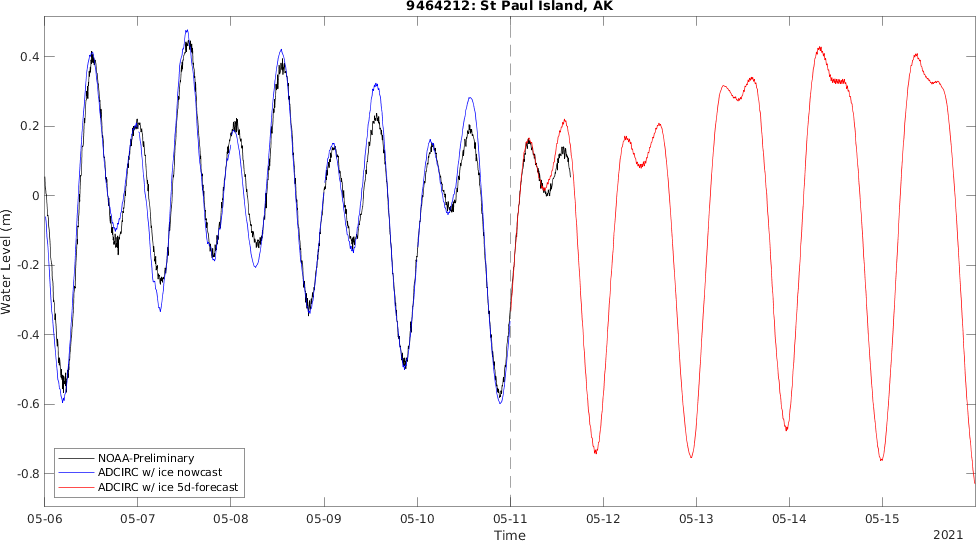 9464212: St Paul Island, AK
Water Level (m)
0.4
0.2
0
-0.2
-0.4
-0.6
-0.8
NOAA-Preliminary
ADCIRC w/ ice nowcast
ADCIRC w/ ice 5d-forecast
05-06 05-07 05-08 05-09 05-10 05-11 05-12 05-13 05-14 05-15
Time
2021